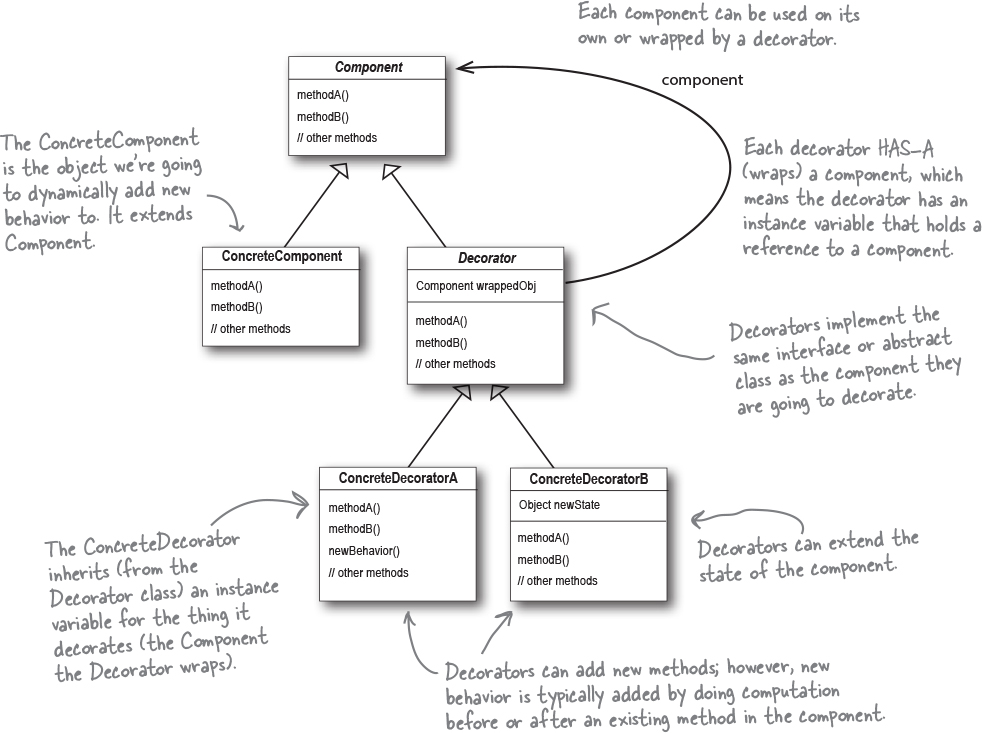 Each component can be used on its
own or wrapped by a decorator.
Component
methodA()
methodB()
// other methods
component
The ConcreteComponent
is the object we're going
to dynamically add new
behavior to. It extends
Component.
Each decorator HAS-A
(wraps) a component, which
means the decorator has an
instance variable that holds a
reference to a component.
ConcreteComponent
methodA()
methodB()
// other methods
Decorator
Component wrappedObj
methodA()
methodB()
// other methods
Decorators implement the
same interface or abstract
class as the component they
are going to decorate.
ConcreteDecoratorA
methodA()
methodB()
newBehavior()
// other methods
ConcreteDecoratorB
Object newState
methodA()
methodB()
// other methods
The ConcreteDecorator
inherits (from the
Decorator class) an instance
variable for the thing it
decorates (the Component
the Decorator wraps).
Decorators can extend the
state of the component.
Decorators can add new methods; however, new
behavior is typically added by doing computation
before or after an existing method in the component.